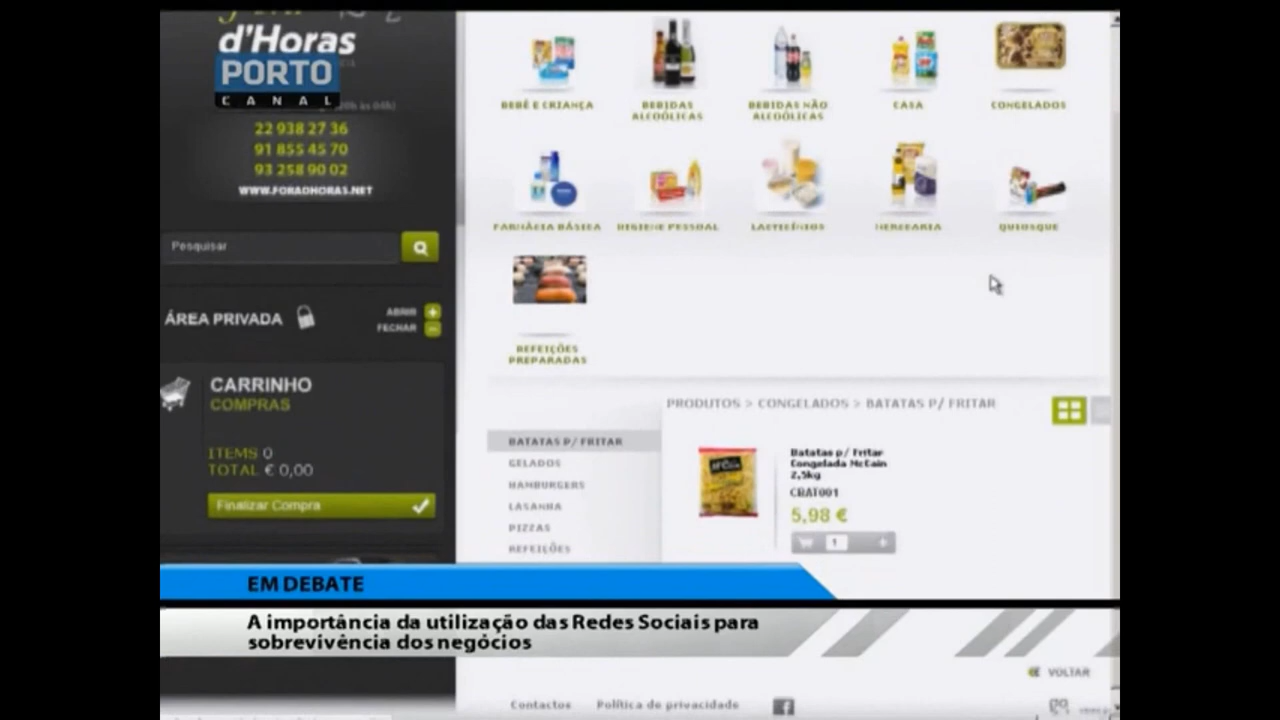 d'Horas
PORTO
CANAL
22 938 27 36
91 855 45 70
93 258 90 02
WWW.FORADHORAS.NET
Pesquisar
ÁREA PRIVADA
ABRIR
FECHAR
CARRINHO
COMPRAS
ITEMS 0
TOTAL € 0,00
Finalizar Compra
BEBÉ E CRIANÇA
BEBIDAS
ALCOÓLICAS
BEBIDAS NÃO
ALCOÓLICAS
CASA
CONGELADOS
FARMÁCIA BÁSICA
HIGIENE PESSOAL
LACTICÍNIOS
MERCEARIA
QUIOSQUE
REFEIÇÕES
PREPARADAS
PRODUTOS > CONGELADOS > BATATAS P/ FRITAR
BATATAS P/ FRITAR
GELADOS
HAMBURGERS
LASANHA
PIZZAS
REFEIÇÕES
Batatas p/ Fritar
Congelada McCain
2,5kg
CBAT001
5,98 €
1
EM DEBATE
A importância da utilização das Redes Sociais para
sobrevivência dos negócios
VOLTAR
Contactos
Política de privacidade